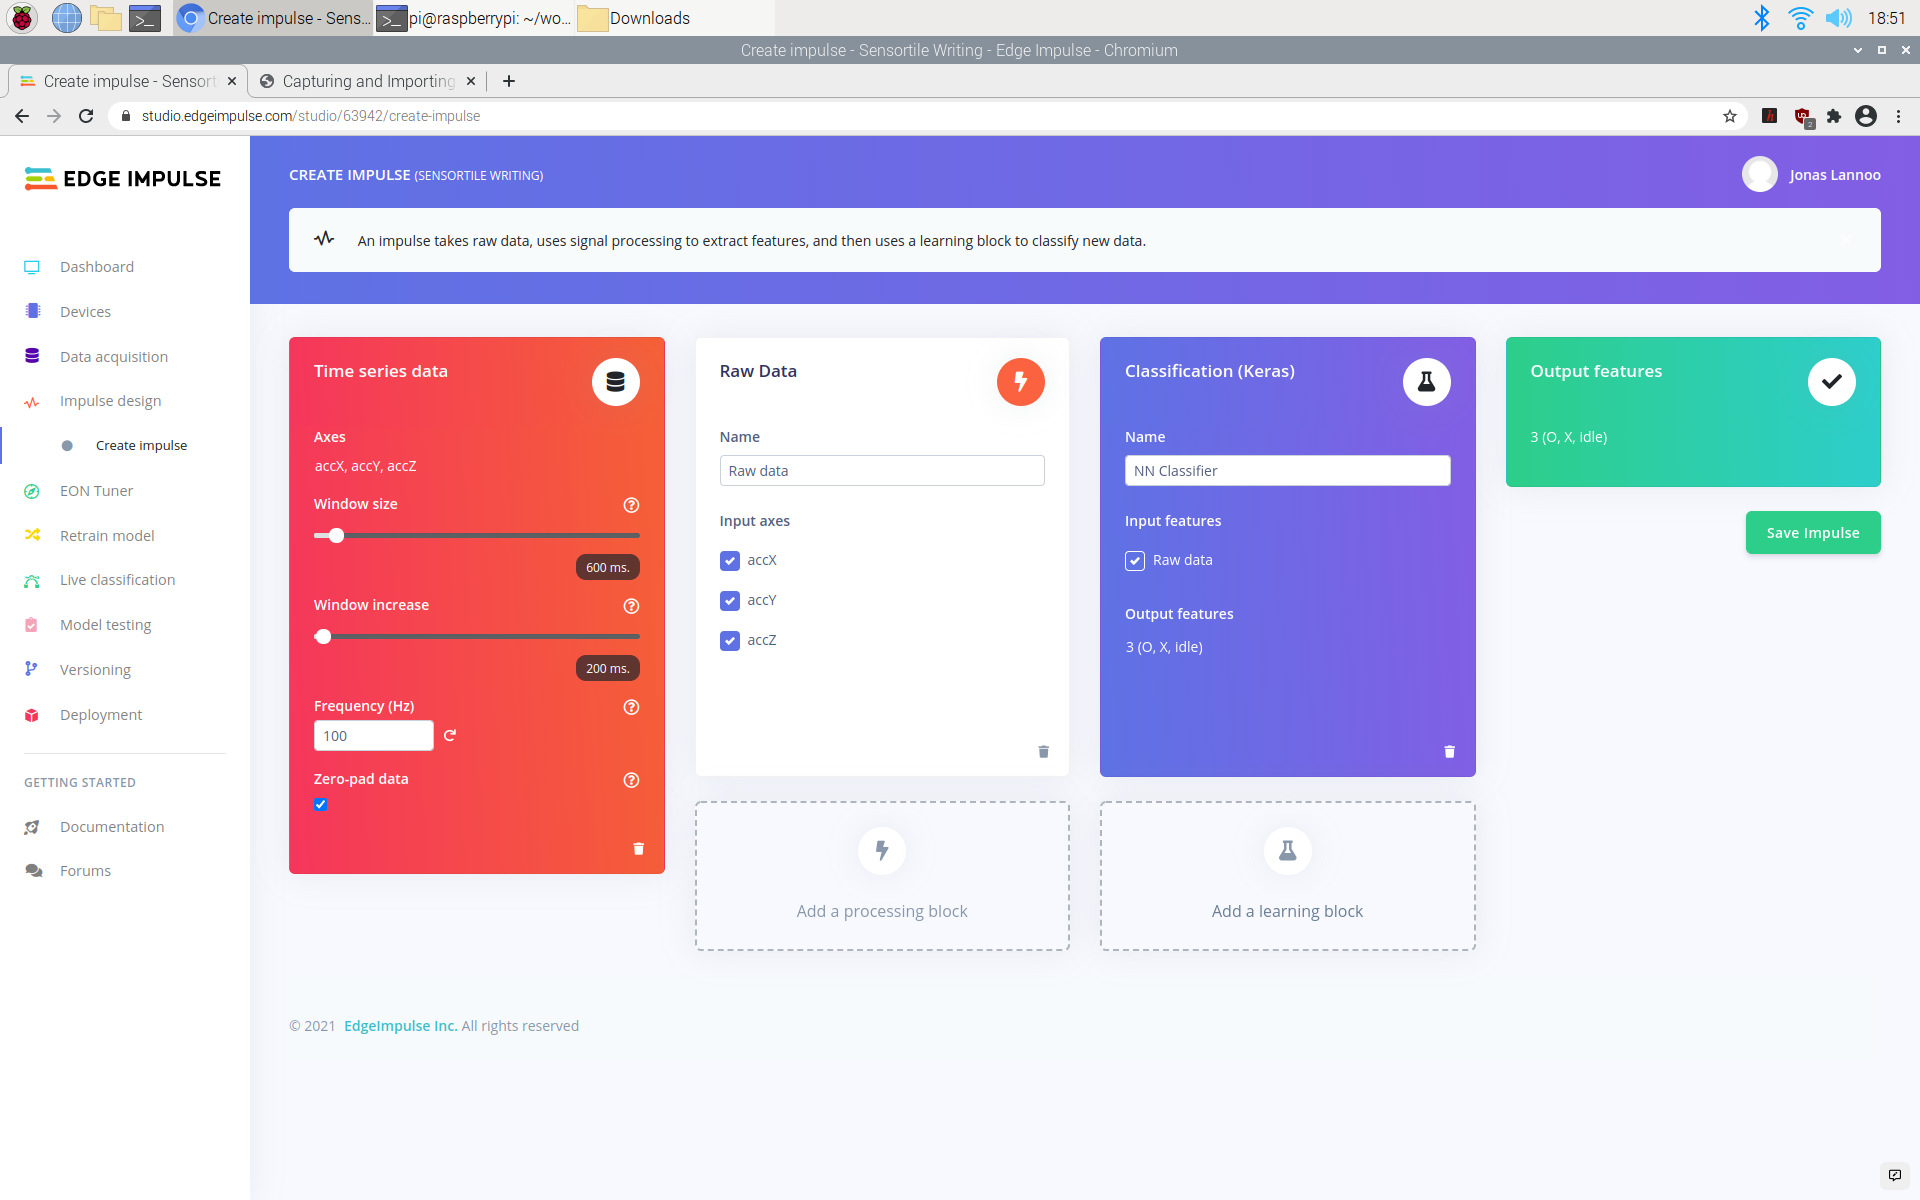 Create impulse - Sens...
pi@raspberrypi: ~/wo...
Downloads
18:51
Create impulse - Sensortile Writing - Edge Impulse - Chromium
Create impulse - Sensort
Capturing and Importing
studio.edgeimpulse.com/studio/63942/create-impulse
2
EDGE IMPULSE
Dashboard
Devices
Data acquisition
Impulse design
Create impulse
EON Tuner
Retrain model
Live classification
Model testing
Versioning
Deployment
GETTING STARTED
Documentation
Forums
CREATE IMPULSE (SENSORTILE WRITING)
Jonas Lannoo
An impulse takes raw data, uses signal processing to extract features, and then uses a learning block to classify new data.
Time series data
Axes
accX, accY, accZ
Window size
600 ms.
Window increase
200 ms.
Frequency (Hz)
100
Zero-pad data
Raw Data
Name
Raw data
Input axes
accX
accY
accZ
Add a processing block
Classification (Keras)
Name
NN Classifier
Input features
Raw data
Output features
3 (O, X, idle)
Add a learning block
Output features
3 (O, X, idle)
Save Impulse
© 2021 EdgeImpulse Inc. All rights reserved